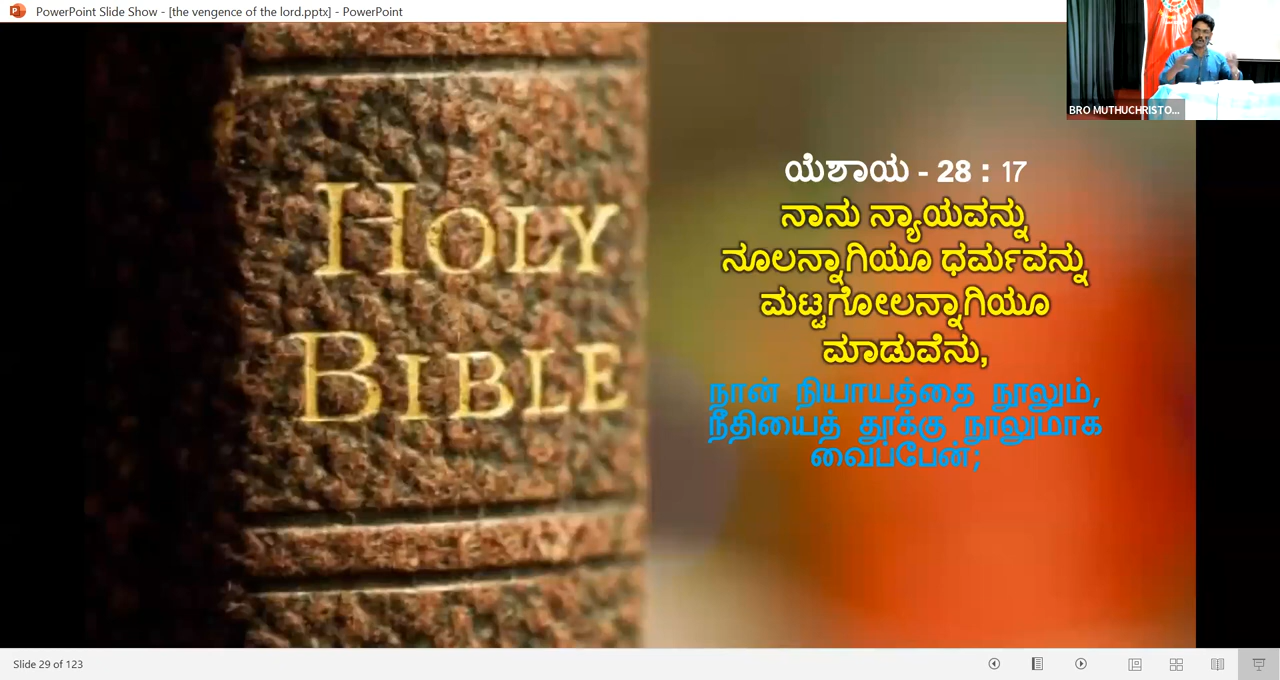 PowerPoint Slide Show - [the vengence of the lord.pptx] - PowerPoint
BRO MUTHUCHRISTO...
HOLY
BIBLE
ಯೆಶಾಯ - 28 : 17
ನಾನು ನ್ಯಾಯವನ್ನು
ನೂಲನ್ನಾಗಿಯೂ ಧರ್ಮವನ್ನು
ಮಟ್ಟಗೋಲನ್ನಾಗಿಯೂ
ಮಾಡುವೆನು,
நான் நியாயத்தை நூலும்,
நீதியைத் தூக்கு நூலுமாக
வைப்பேன்;
Slide 29 of 123